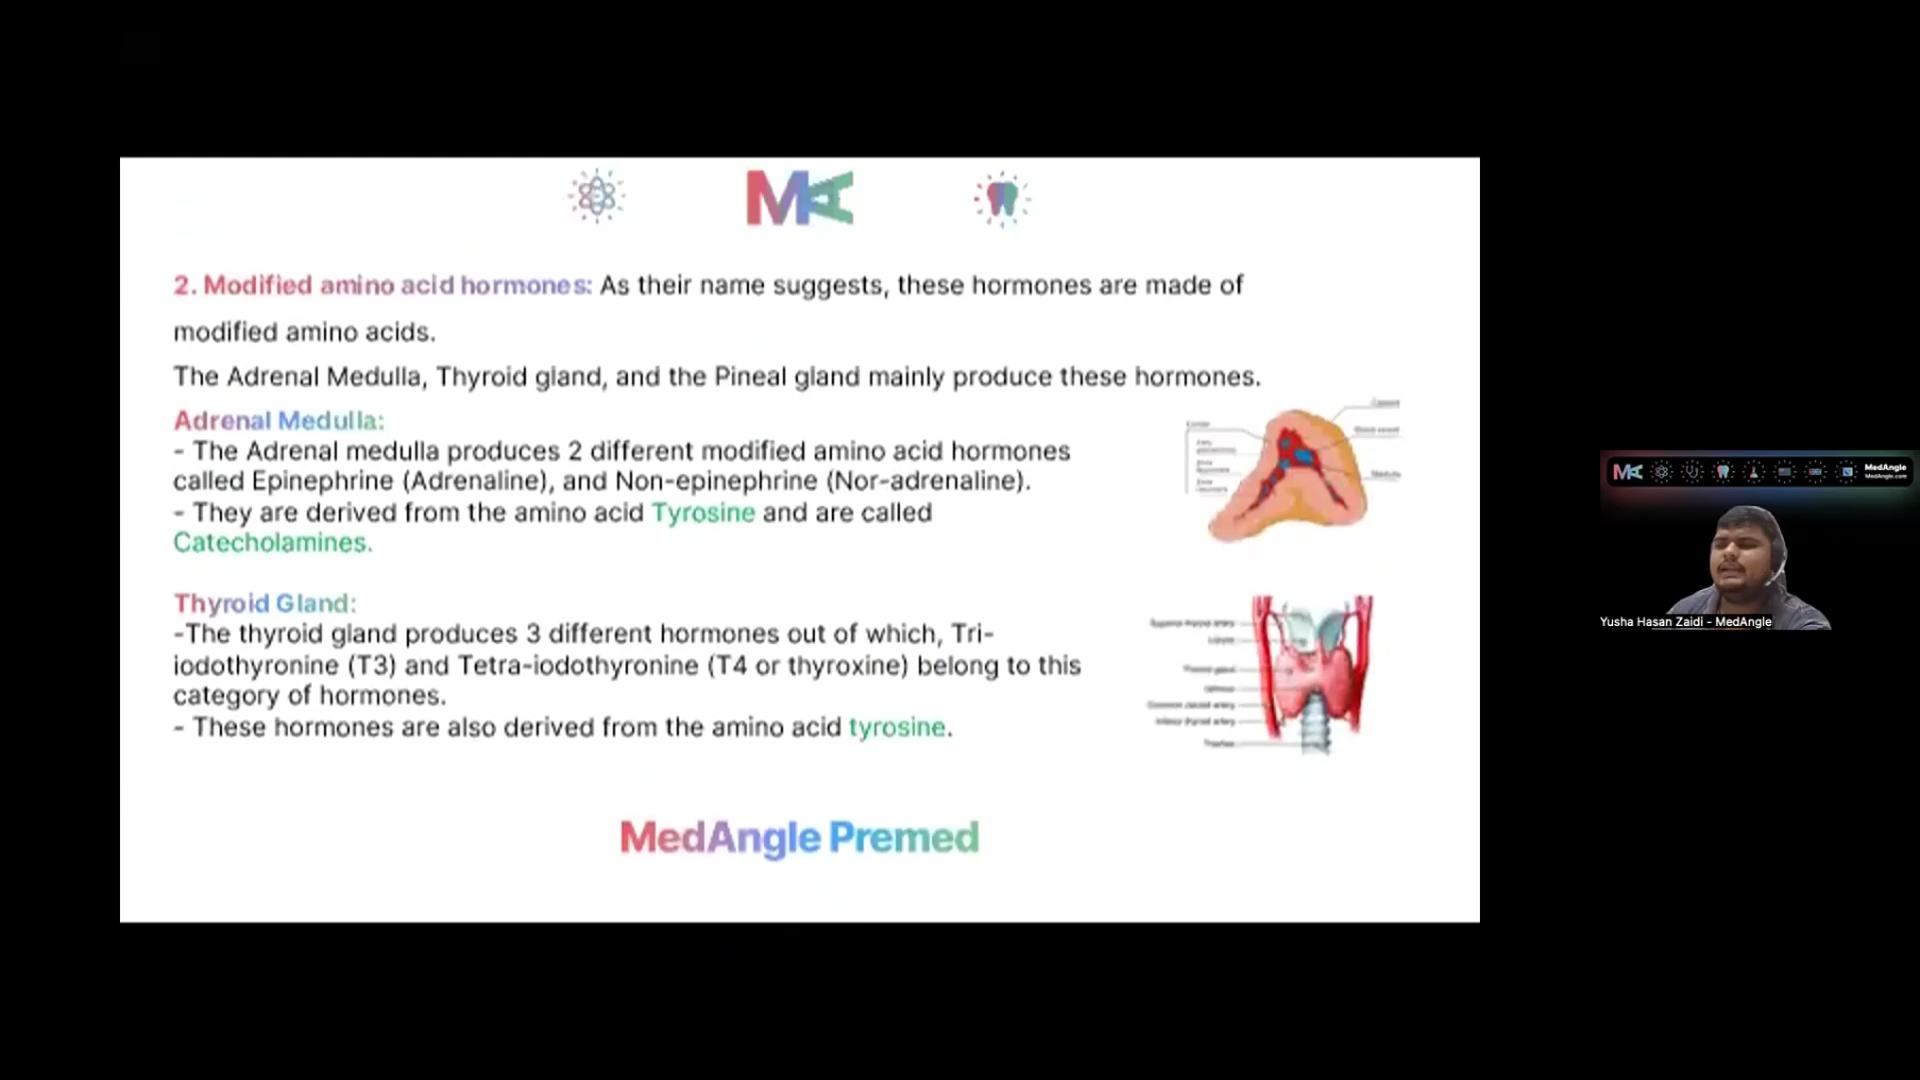 MA
2. Modified amino acid hormones: As their name suggests, these hormones are made of
modified amino acids.
The Adrenal Medulla, Thyroid gland, and the Pineal gland mainly produce these hormones.
Adrenal Medulla:
- The Adrenal medulla produces 2 different modified amino acid hormones
called Epinephrine (Adrenaline), and Non-epinephrine (Nor-adrenaline).
- They are derived from the amino acid Tyrosine and are called
Catecholamines.
Thyroid Gland:
-The thyroid gland produces 3 different hormones out of which, Tri-
iodothyronine (T3) and Tetra-iodothyronine (T4 or thyroxine) belong to this
category of hormones.
- These hormones are also derived from the amino acid tyrosine.
MedAngle Premed
MA
MedAngle
MedAngle.com
Yusha Hasan Zaidi - MedAngle